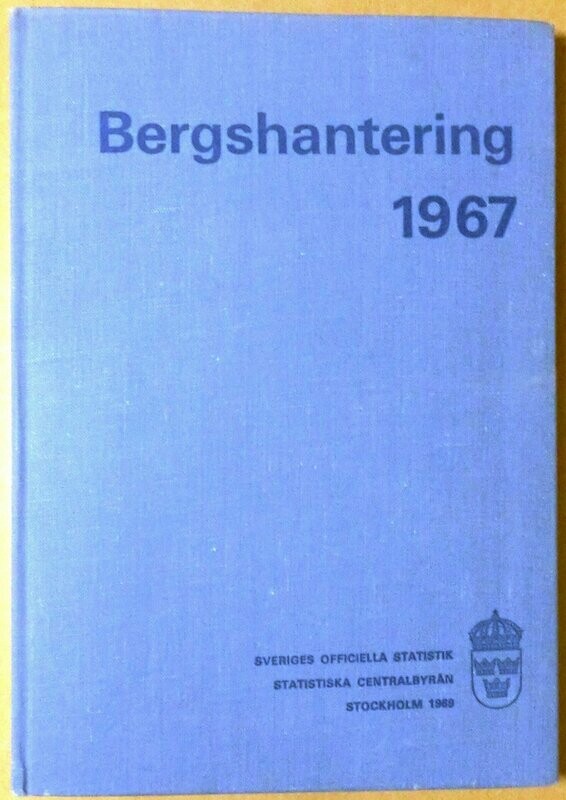 Bergshantering
1967
SVERIGES OFFICIELLA STATISTIK
STATISTISKA CENTRALBYRÅN
STOCKHOLM 1969